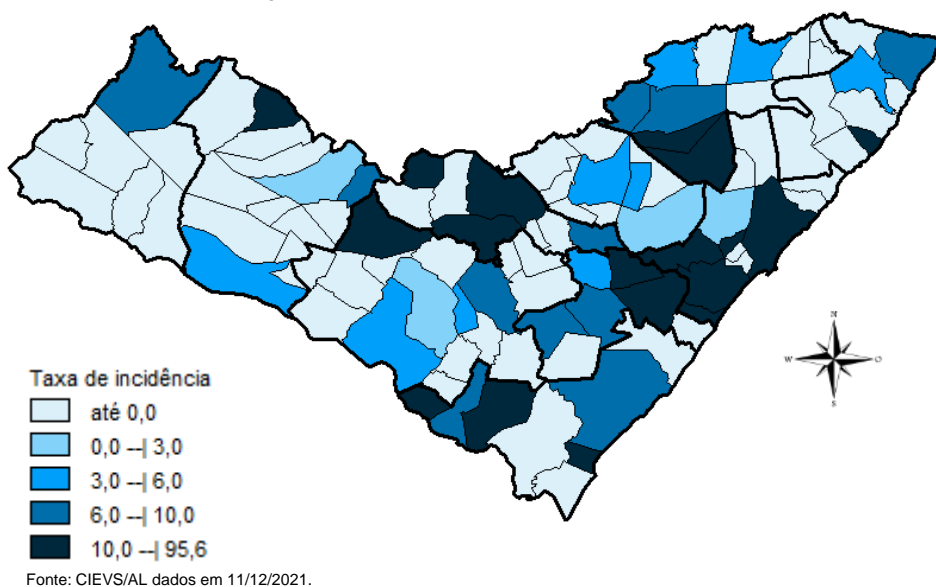 N
W
O
S
Taxa de incidência
até 0,0
0,0 --| 3,0
3,0 --| 6,0
6,0 --| 10,0
10,0 --| 95,6
Fonte: CIEVS/AL dados em 11/12/2021.